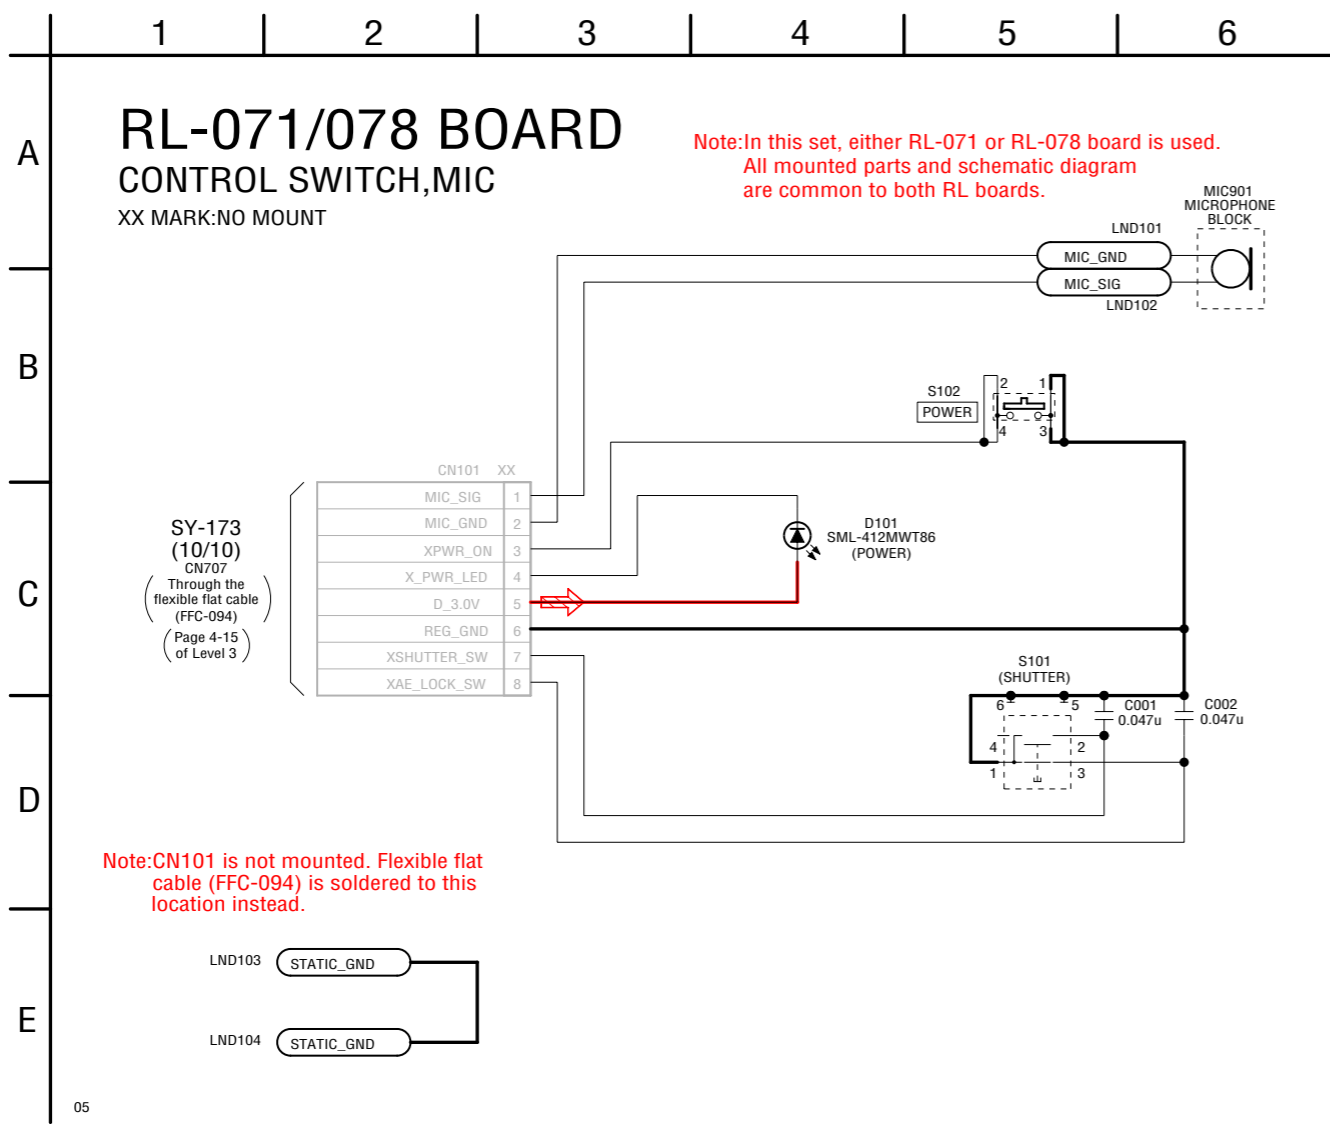 1 2 3 4 5 6
A
RL-071/078 BOARD
CONTROL SWITCH,MIC
XX MARK:NO MOUNT
Note:In this set, either RL-071 or RL-078 board is used.
All mounted parts and schematic diagram
are common to both RL boards.
MIC901
MICROPHONE
BLOCK
LND101
MIC_GND
MIC_SIG
LND102
B
S102
POWER
2 1
4 3
CN101 XX
MIC_SIG 1
MIC_GND 2
XPWR_ON 3
X_PWR_LED 4
D_3.0V 5
REG_GND 6
XSHUTTER_SW 7
XAE_LOCK_SW 8
C
SY-173
(10/10)
CN707
Through the
flexible flat cable
(FFC-094)
Page 4-15
of Level 3
D101
SML-412MWT86
(POWER)
S101
(SHUTTER)
6 5
4 2
1 3
C001
0.047u
C002
0.047u
D
Note:CN101 is not mounted. Flexible flat
cable (FFC-094) is soldered to this
location instead.
E
LND103 STATIC_GND
LND104 STATIC_GND
05